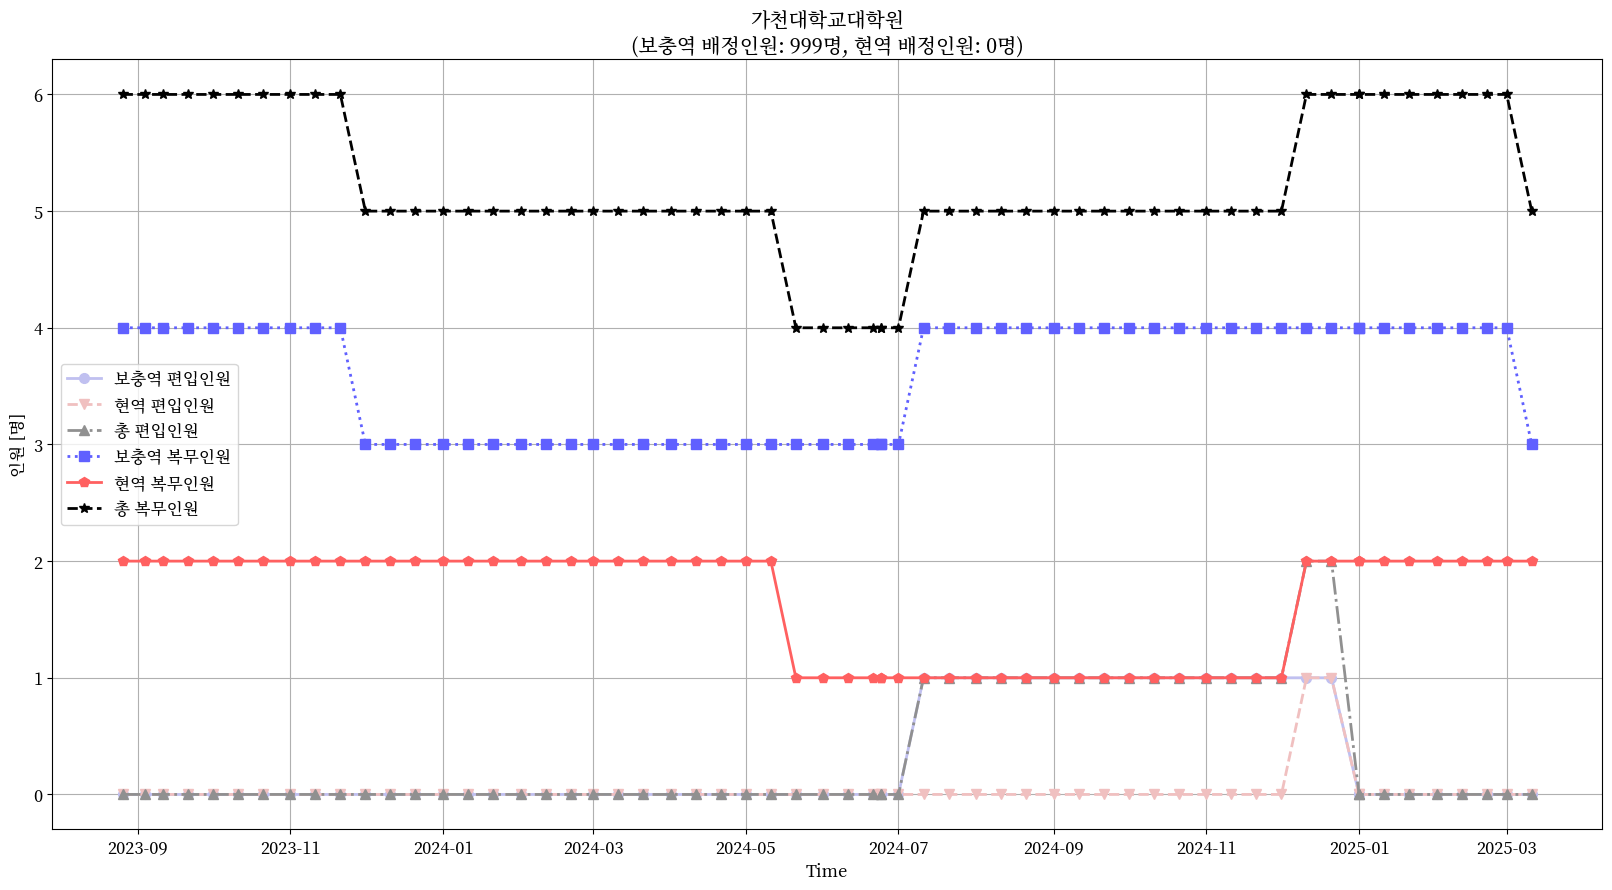 가천대학교대학원
(보충역 배정인원: 999명, 현역 배정인원: 0명)
인원 [명]
6
5
4
3
2
1
0
보충역 편입인원
현역 편입인원
총 편입인원
보충역 복무인원
현역 복무인원
총 복무인원
2023-09
2023-11
2024-01
2024-03
2024-05
2024-07
2024-09
2024-11
2025-01
2025-03
Time